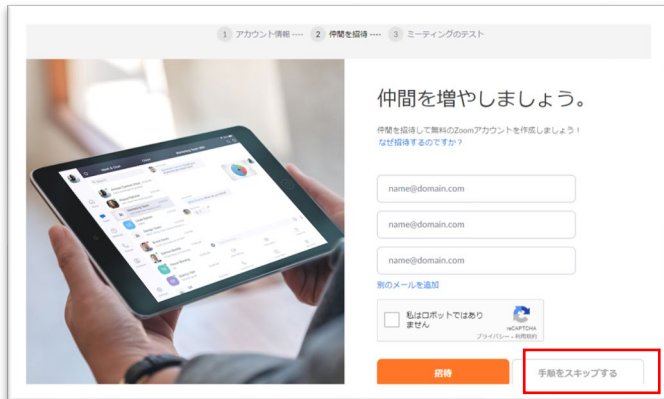 1 アカウント情報 ---- 2 仲間を招待 ---- 3 ミーティングのテスト
仲間を増やしましょう。
仲間を招待して無料のZoomアカウントを作成しましょう！
なぜ招待するのですか？
name@domain.com
name@domain.com
name@domain.com
別のメールを追加
私はロボットではあり
ません
reCAPTCHA
プライバシー - 利用規約
招待
手順をスキップする